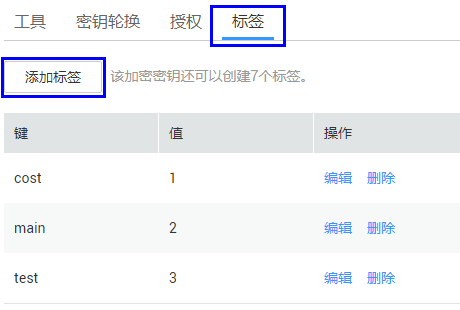 工具 密钥轮换 授权 标签
添加标签 该加密密钥还可以创建7个标签。
键 值 操作
cost 1 编辑 删除
main 2 编辑 删除
test 3 编辑 删除